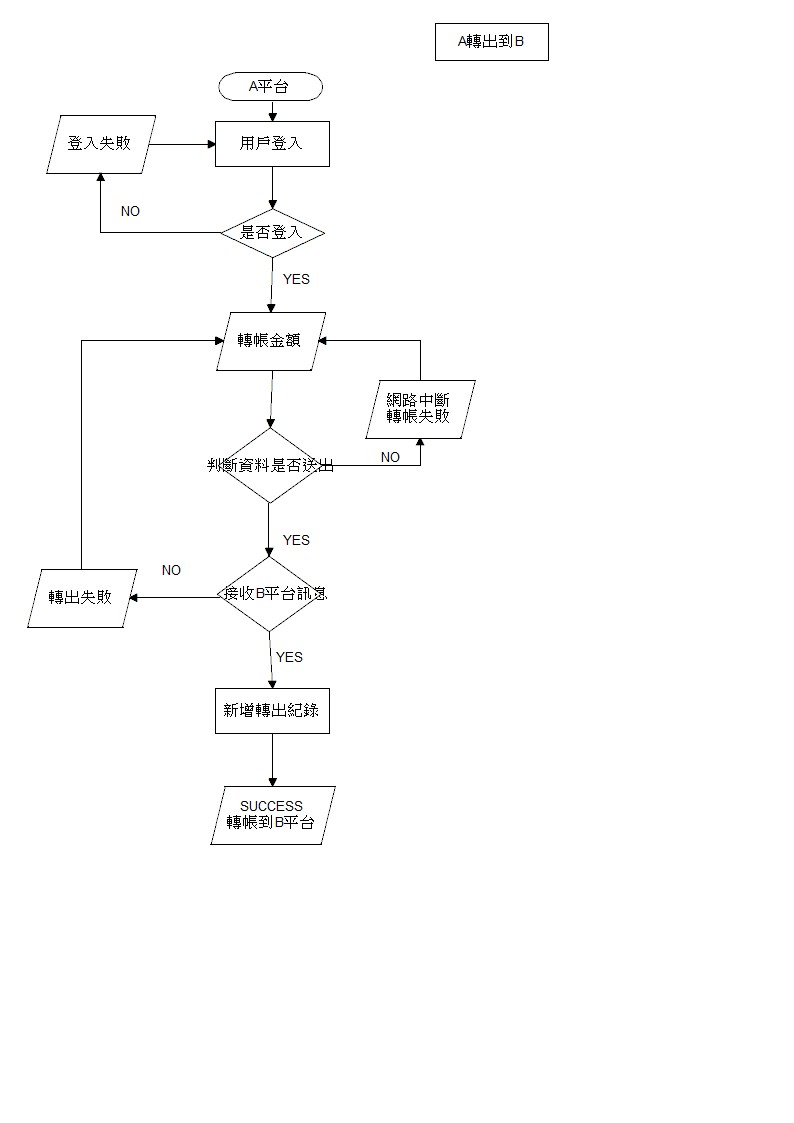 A轉出到B
A平台
登入失敗
用戶登入
NO
是否登入
YES
轉帳金額
網路中斷
轉帳失敗
判斷資料是否送出
NO
YES
NO
轉出失敗
接收B平台訊息
YES
新增轉出紀錄
SUCCESS
轉帳到B平台